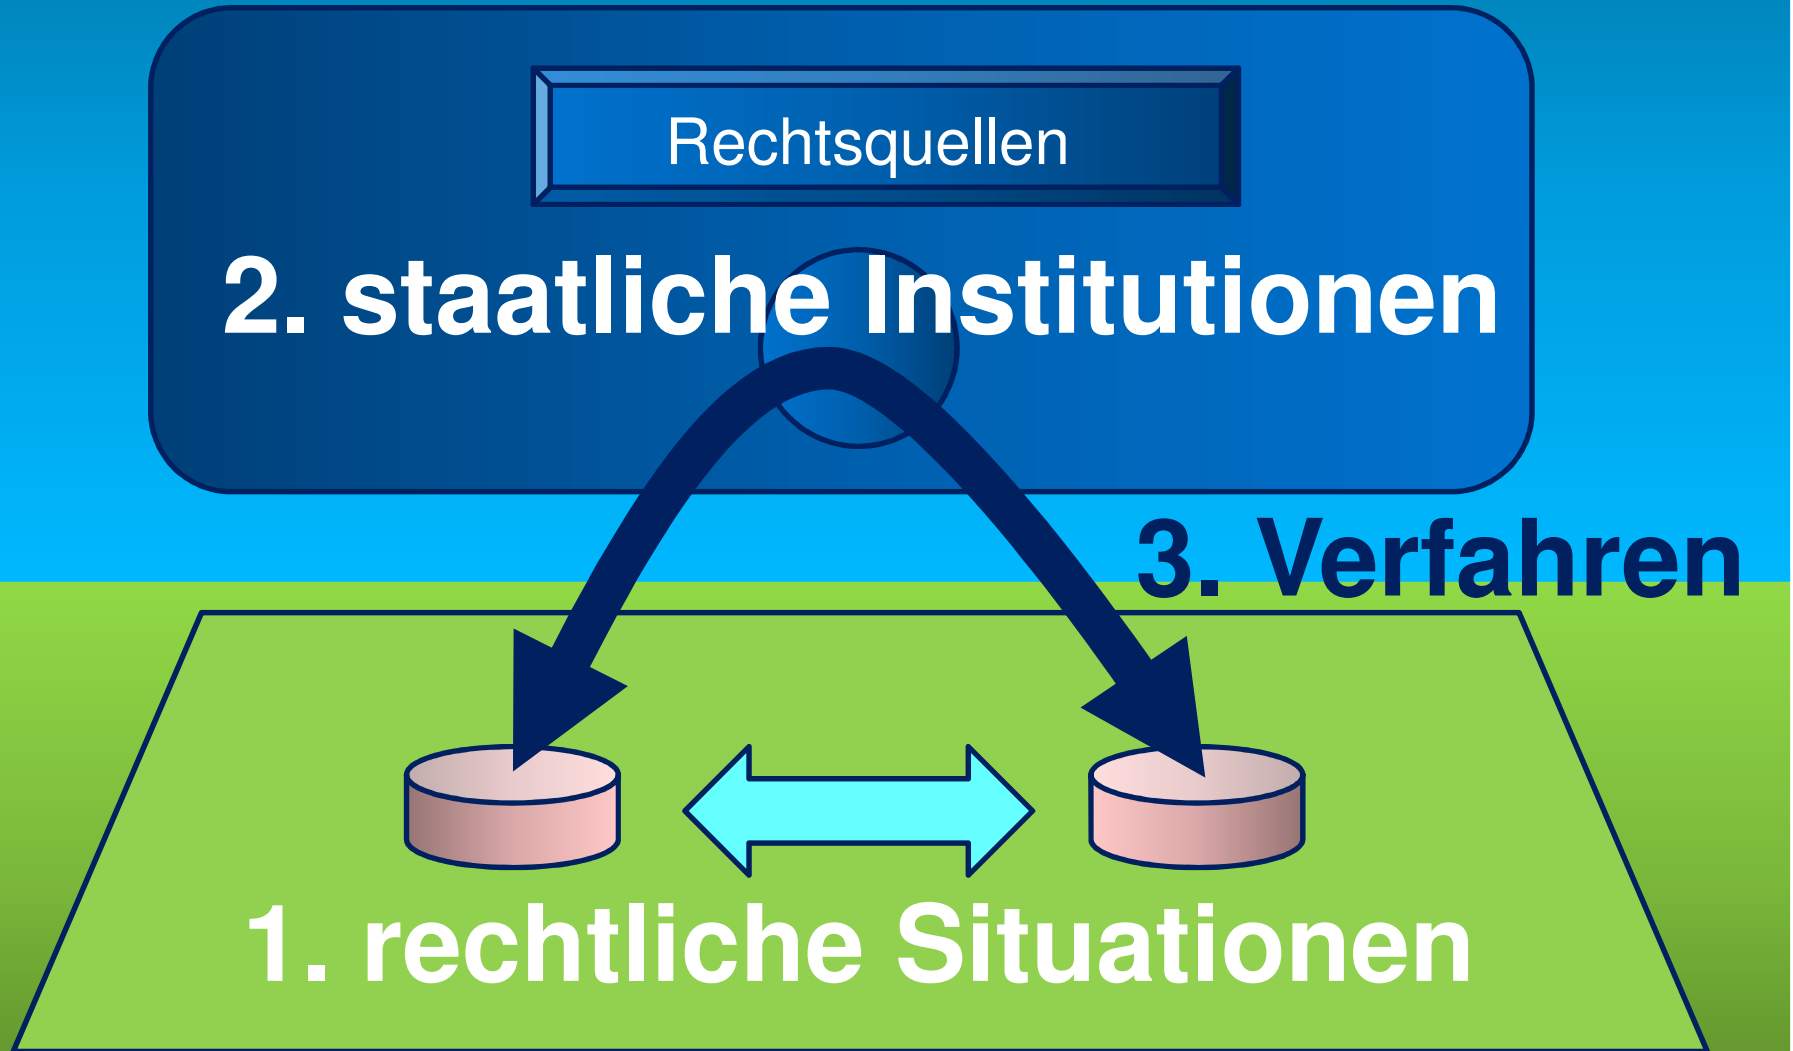 Rechtsquellen
2. staatliche Institutionen
3. Verfahren
1. rechtliche Situationen